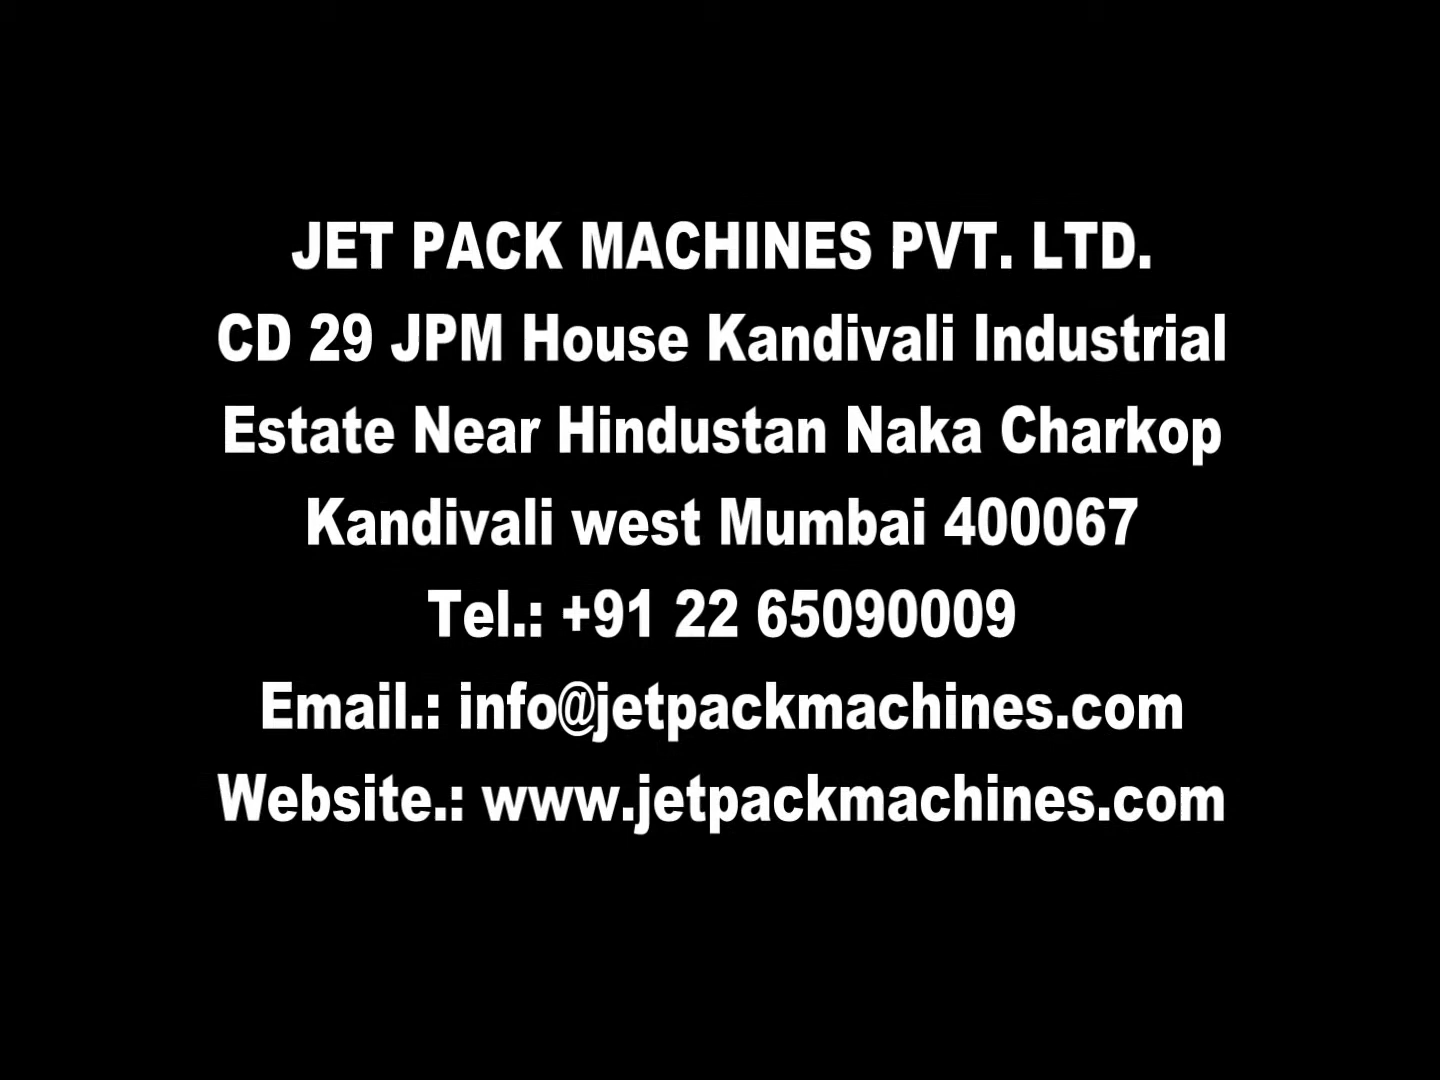 JET PACK MACHINES PVT. LTD.
CD 29 JPM House Kandivali Industrial
Estate Near Hindustan Naka Charkop
Kandivali west Mumbai 400067
Tel.: +91 22 65090009
Email.: info@jetpackmachines.com
Website.: www.jetpackmachines.com